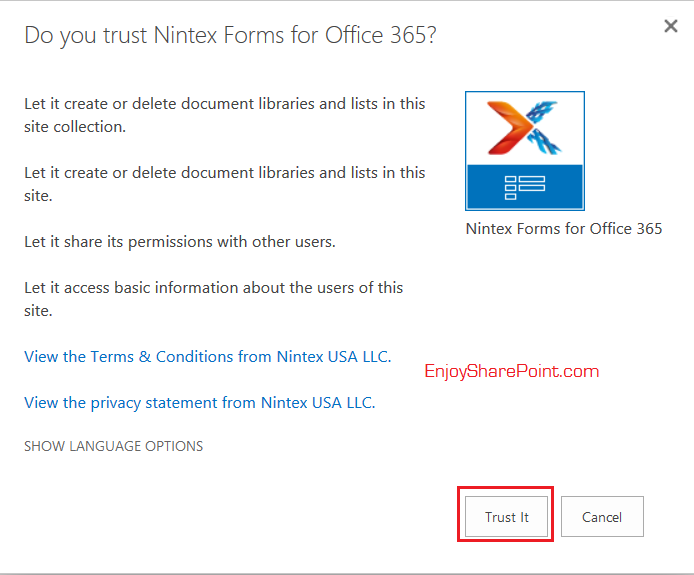 Do you trust Nintex Forms for Office 365?
Let it create or delete document libraries and lists in this
site collection.
Let it create or delete document libraries and lists in this
site.
Let it share its permissions with other users.
Let it access basic information about the users of this
site.
View the Terms & Conditions from Nintex USA LLC.
View the privacy statement from Nintex USA LLC.
SHOW LANGUAGE OPTIONS
Nintex Forms for Office 365
EnjoySharePoint.com
Trust It
Cancel